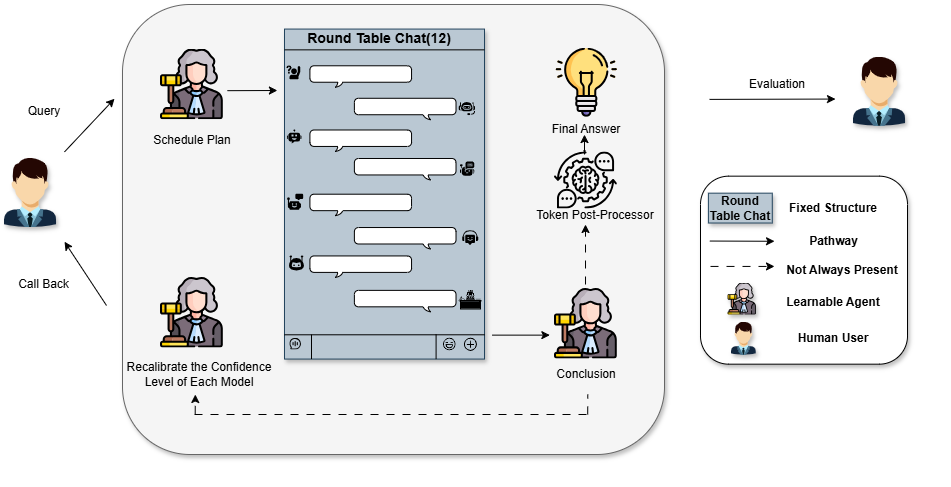 Round Table Chat(12)
Query
Schedule Plan
Final Answer
Token Post-Processor
Call Back
Recalibrate the Confidence
Level of Each Model
Conclusion
Evaluation
Round
Table Chat
Fixed Structure
Pathway
Not Always Present
Learnable Agent
Human User